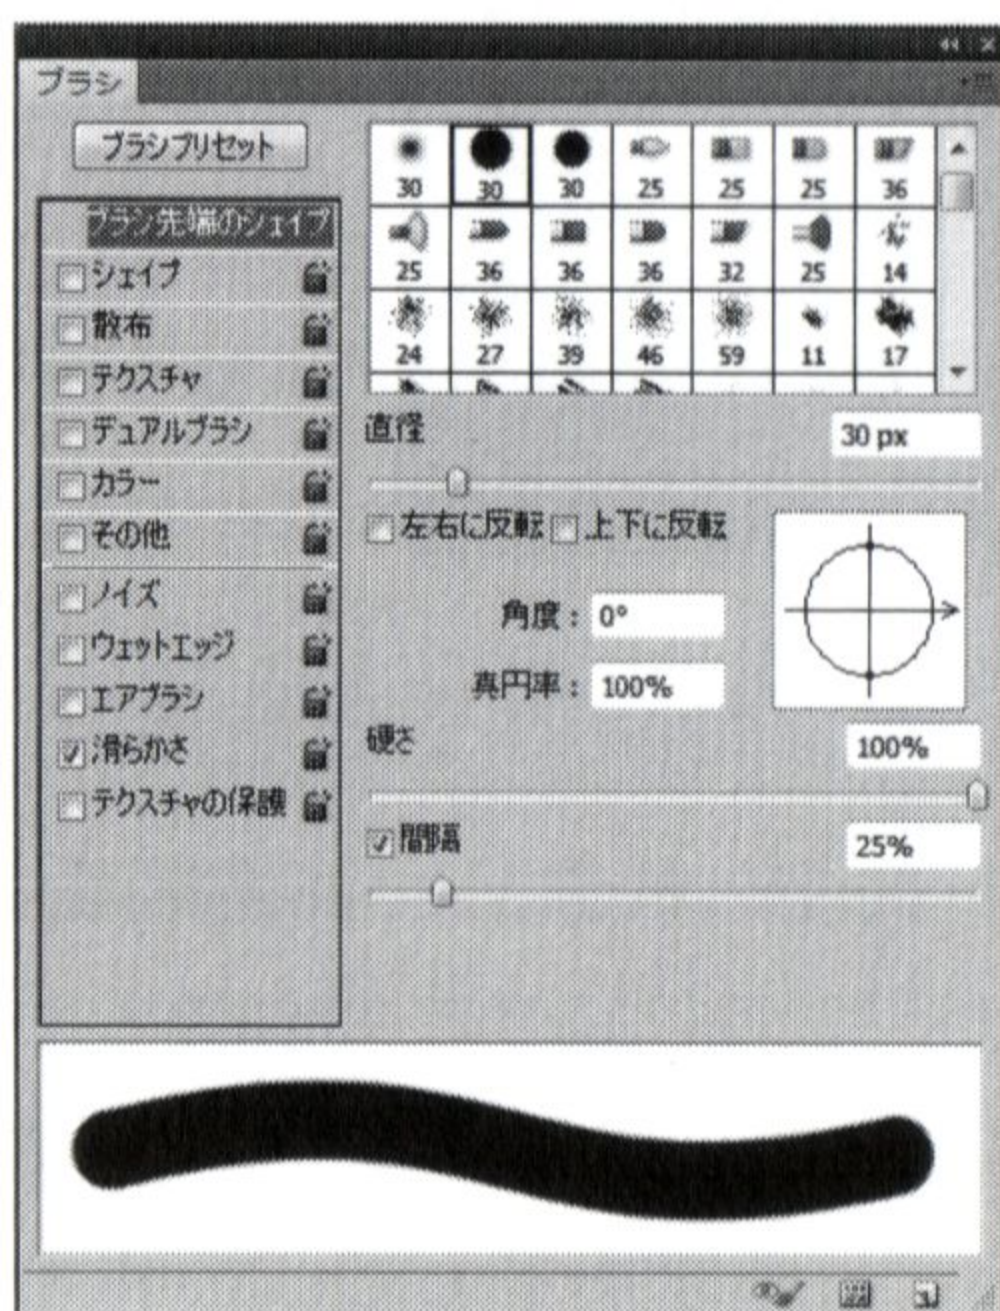 ブラシ
ブラシプリセット
ブラシ先端のシェイプ
シェイプ
散布
テクスチャ
デュアルブラシ
カラー
その他
ノイズ
ウェットエッジ
エアブラシ
滑らかさ
テクスチャの保護
30 30 30 25 25 25 36
25 36 36 36 32 25 14
24 27 39 46 59 11 17
直径 30 px
左右に反転 上下に反転
角度: 0°
真円率: 100%
硬さ 100%
間隔 25%